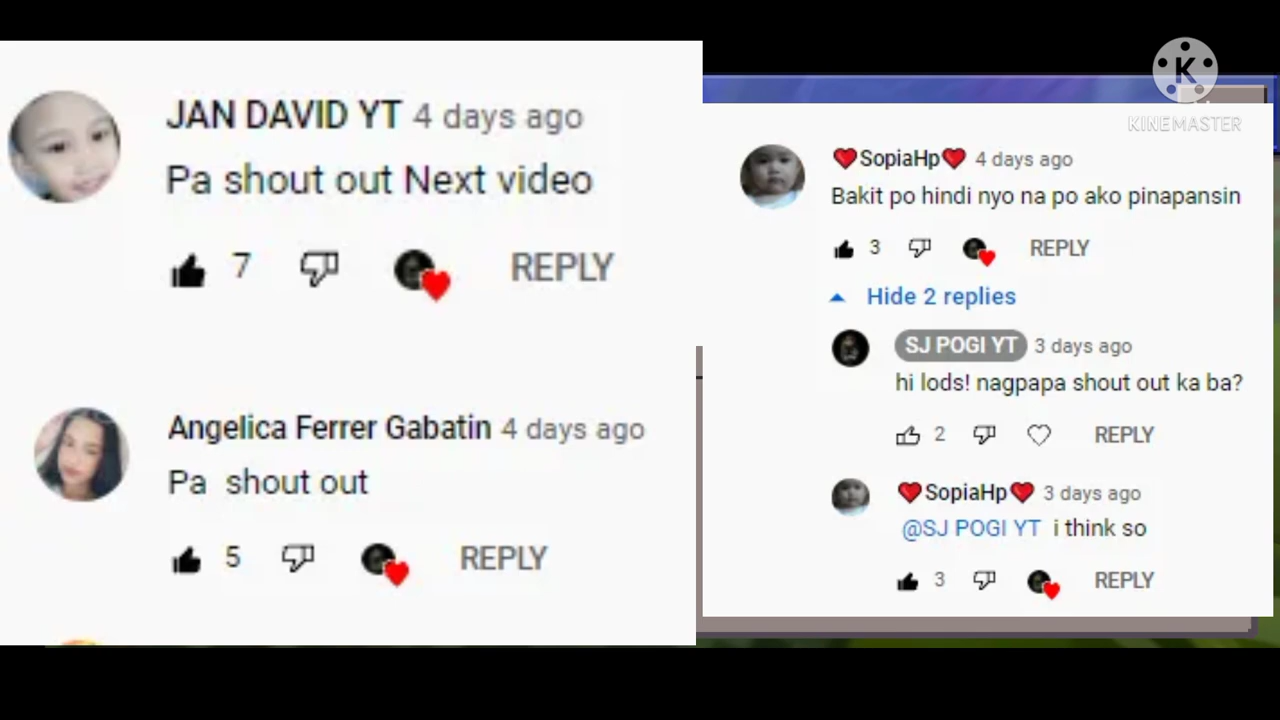 JAN DAVID YT 4 days ago
Pa shout out Next video
7 REPLY
Angelica Ferrer Gabatin 4 days ago
Pa shout out
5 REPLY
K
KINEMASTER
❤️SopiaHp❤️ 4 days ago
Bakit po hindi nyo na po ako pinapansin
3 REPLY
Hide 2 replies
SJ POGI YT 3 days ago
hi lods! nagpapa shout out ka ba?
2 REPLY
❤️SopiaHp❤️ 3 days ago
@SJ POGI YT i think so
3 REPLY